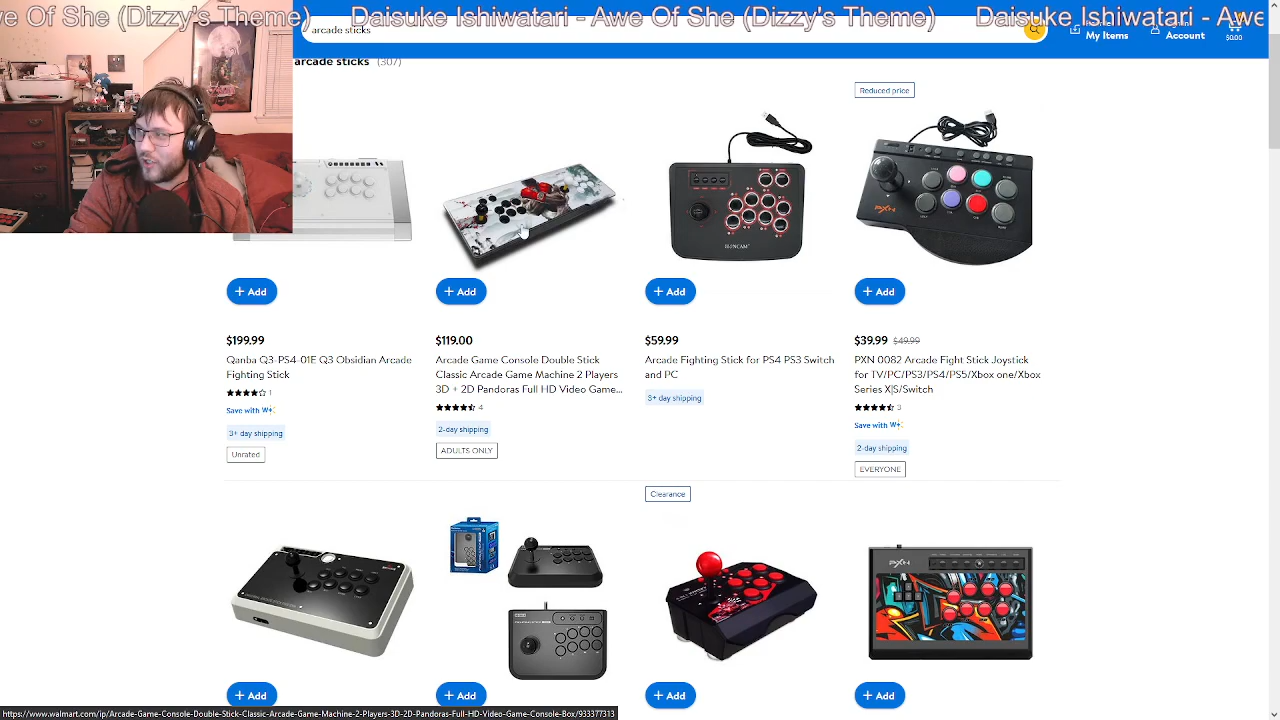 e Of She (Dizzy's Theme) Daisuke Ishiwatari - Awe Of She (Dizzy's Theme) Daisuke Ishiwatari - Awe
arcade sticks
My Items
Account
$0.00
arcade sticks (307)
Reduced price
PXN
+ Add
+ Add
+ Add
+ Add
$199.99
Qanba Q3-PS4-01E Q3 Obsidian Arcade
Fighting Stick
1
Save with W+
3+ day shipping
Unrated
$119.00
Arcade Game Console Double Stick
Classic Arcade Game Machine 2 Players
3D + 2D Pandoras Full HD Video Game...
4
2-day shipping
ADULTS ONLY
$59.99
Arcade Fighting Stick for PS4 PS3 Switch
and PC
3+ day shipping
$39.99 $49.99
PXN 0082 Arcade Fight Stick Joystick
for TV/PC/PS3/PS4/PS5/Xbox one/Xbox
Series X|S/Switch
3
Save with W+
2-day shipping
EVERYONE
Clearance
PXN
+ Add
+ Add
+ Add
+ Add
https://www.walmart.com/ip/Arcade-Game-Console-Double-Stick-Classic-Arcade-Game-Machine-2-Players-3D-2D-Pandoras-Full-HD-Video-Game-Console-Box/933377313